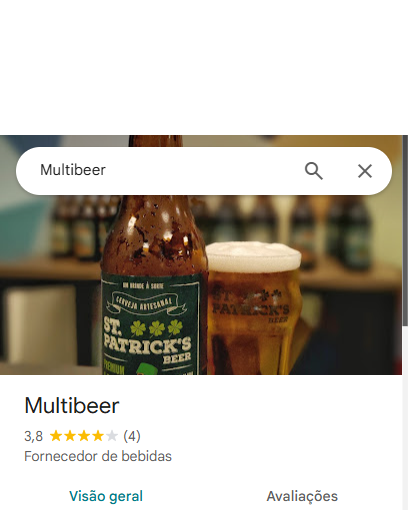 Multibeer
UM BRINDE À SORTE
CERVEJA ARTESANAL
ST.
PATRICK'S
BEER
PREMIUM
PATRICK'S
BEER
Multibeer
3,8 (4)
Fornecedor de bebidas
Visão geral Avaliações